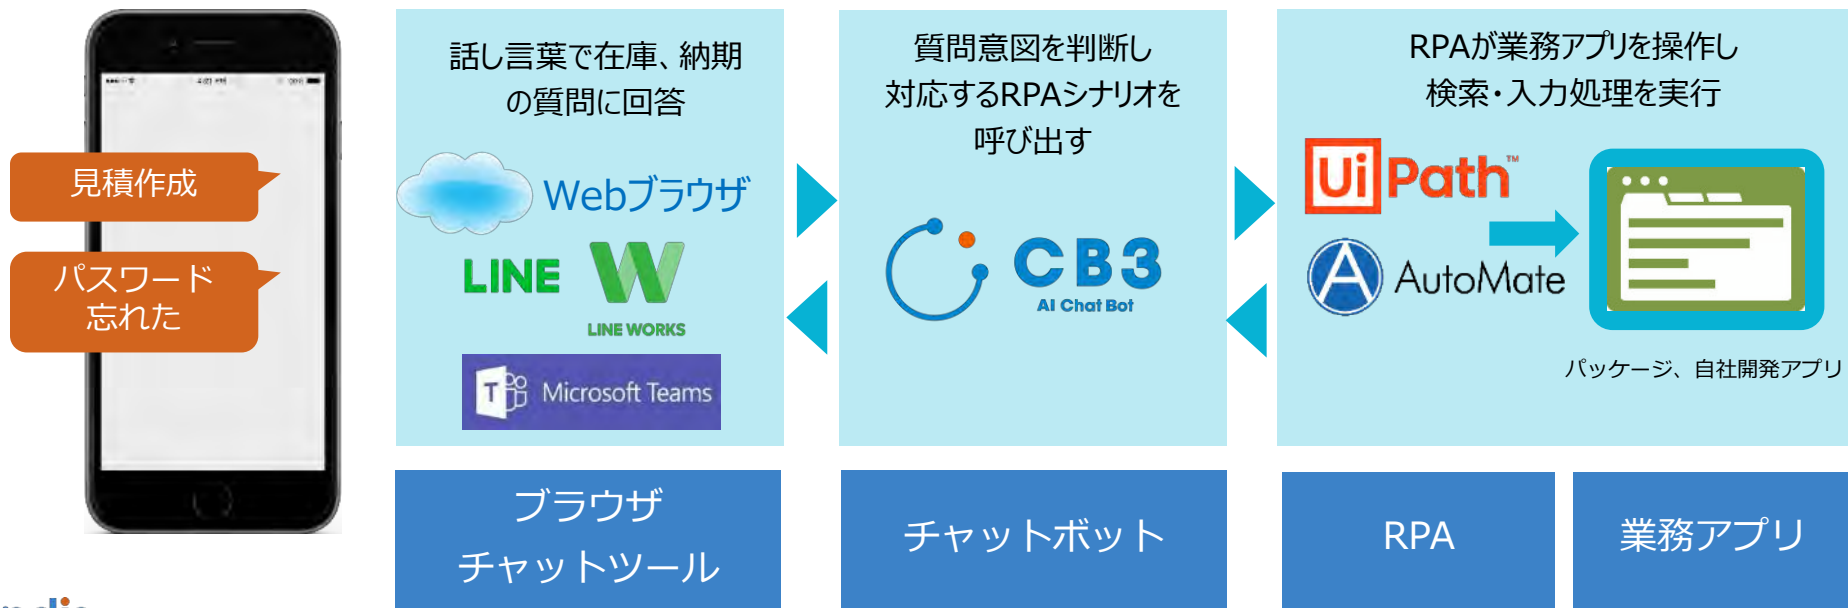 見積作成
パスワード
忘れた
話し言葉で在庫、納期
の質問に回答
Webブラウザ
LINE
LINE WORKS
Microsoft Teams
ブラウザ
チャットツール
質問意図を判断し
対応するRPAシナリオを
呼び出す
CB3
AI Chat Bot
チャットボット
RPAが業務アプリを操作し
検索・入力処理を実行
UiPath™
AutoMate
パッケージ、自社開発アプリ
RPA
業務アプリ